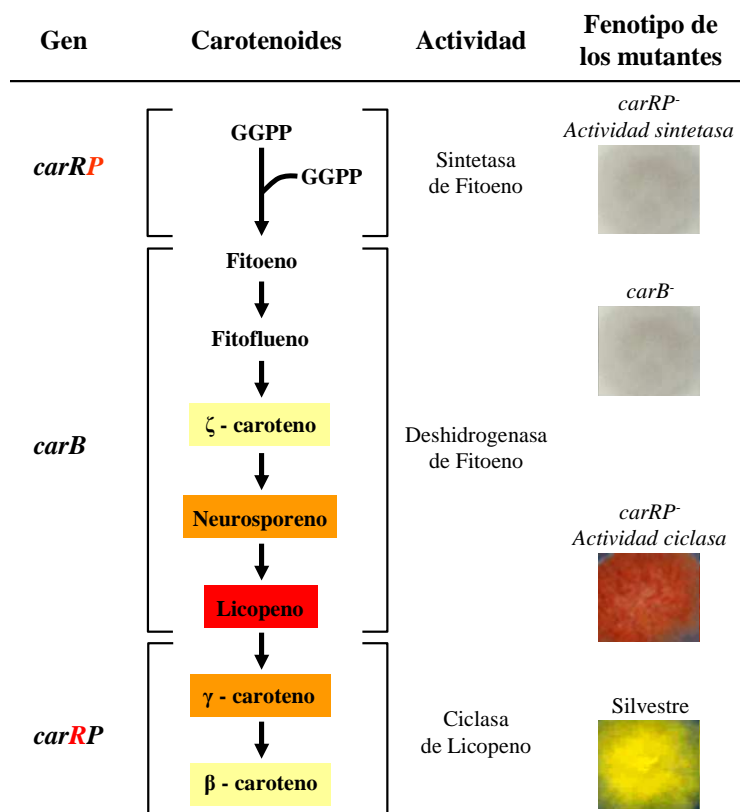 Gen
Carotenoides
Actividad
Fenotipo de
los mutantes
carRP
GGPP
GGPP
Sintetasa
de Fitoeno
carRP-
Actividad sintetasa
carB
Fitoeno
Fitoflueno
ζ - caroteno
Neurosporeno
Licopeno
Deshidrogenasa
de Fitoeno
carB-
carRP-
Actividad ciclasa
carRP
γ - caroteno
β - caroteno
Ciclasa
de Licopeno
Silvestre